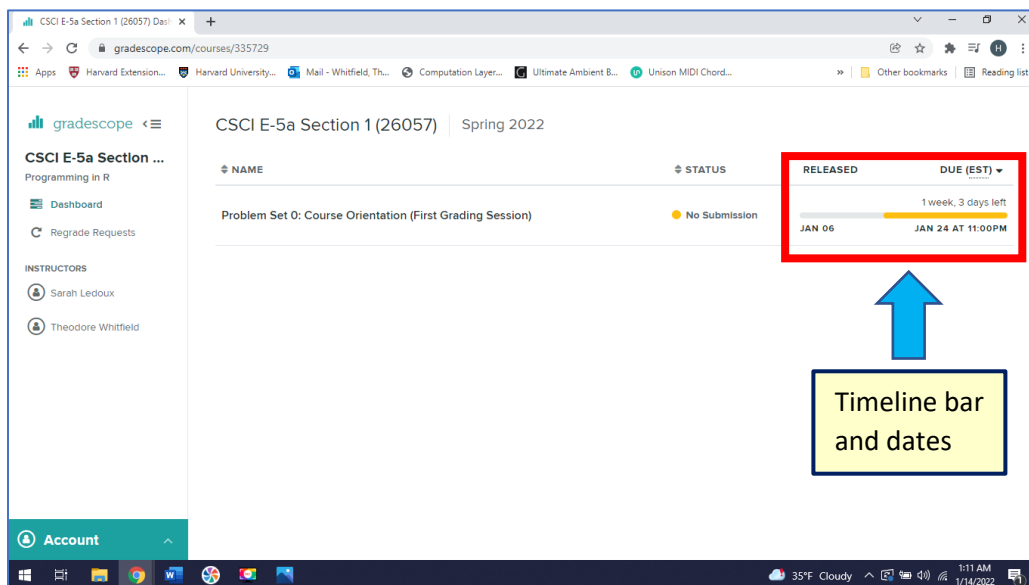 CSCI E-5a Section 1 (26057) Dash
gradescope.com/courses/335729
H
Apps
Harvard Extension...
Harvard University...
Mail - Whitfield, Th...
Computation Layer...
Ultimate Ambient B...
Unison MIDI Chord...
»
Other bookmarks
Reading list
gradescope
CSCI E-5a Section ...
Programming in R
Dashboard
Regrade Requests
INSTRUCTORS
Sarah Ledoux
Theodore Whitfield
Account
CSCI E-5a Section 1 (26057) Spring 2022
NAME STATUS RELEASED DUE (EST)
Problem Set 0: Course Orientation (First Grading Session) No Submission
1 week, 3 days left
JAN 06 JAN 24 AT 11:00PM
Timeline bar
and dates
35°F Cloudy
1:11 AM
1/14/2022